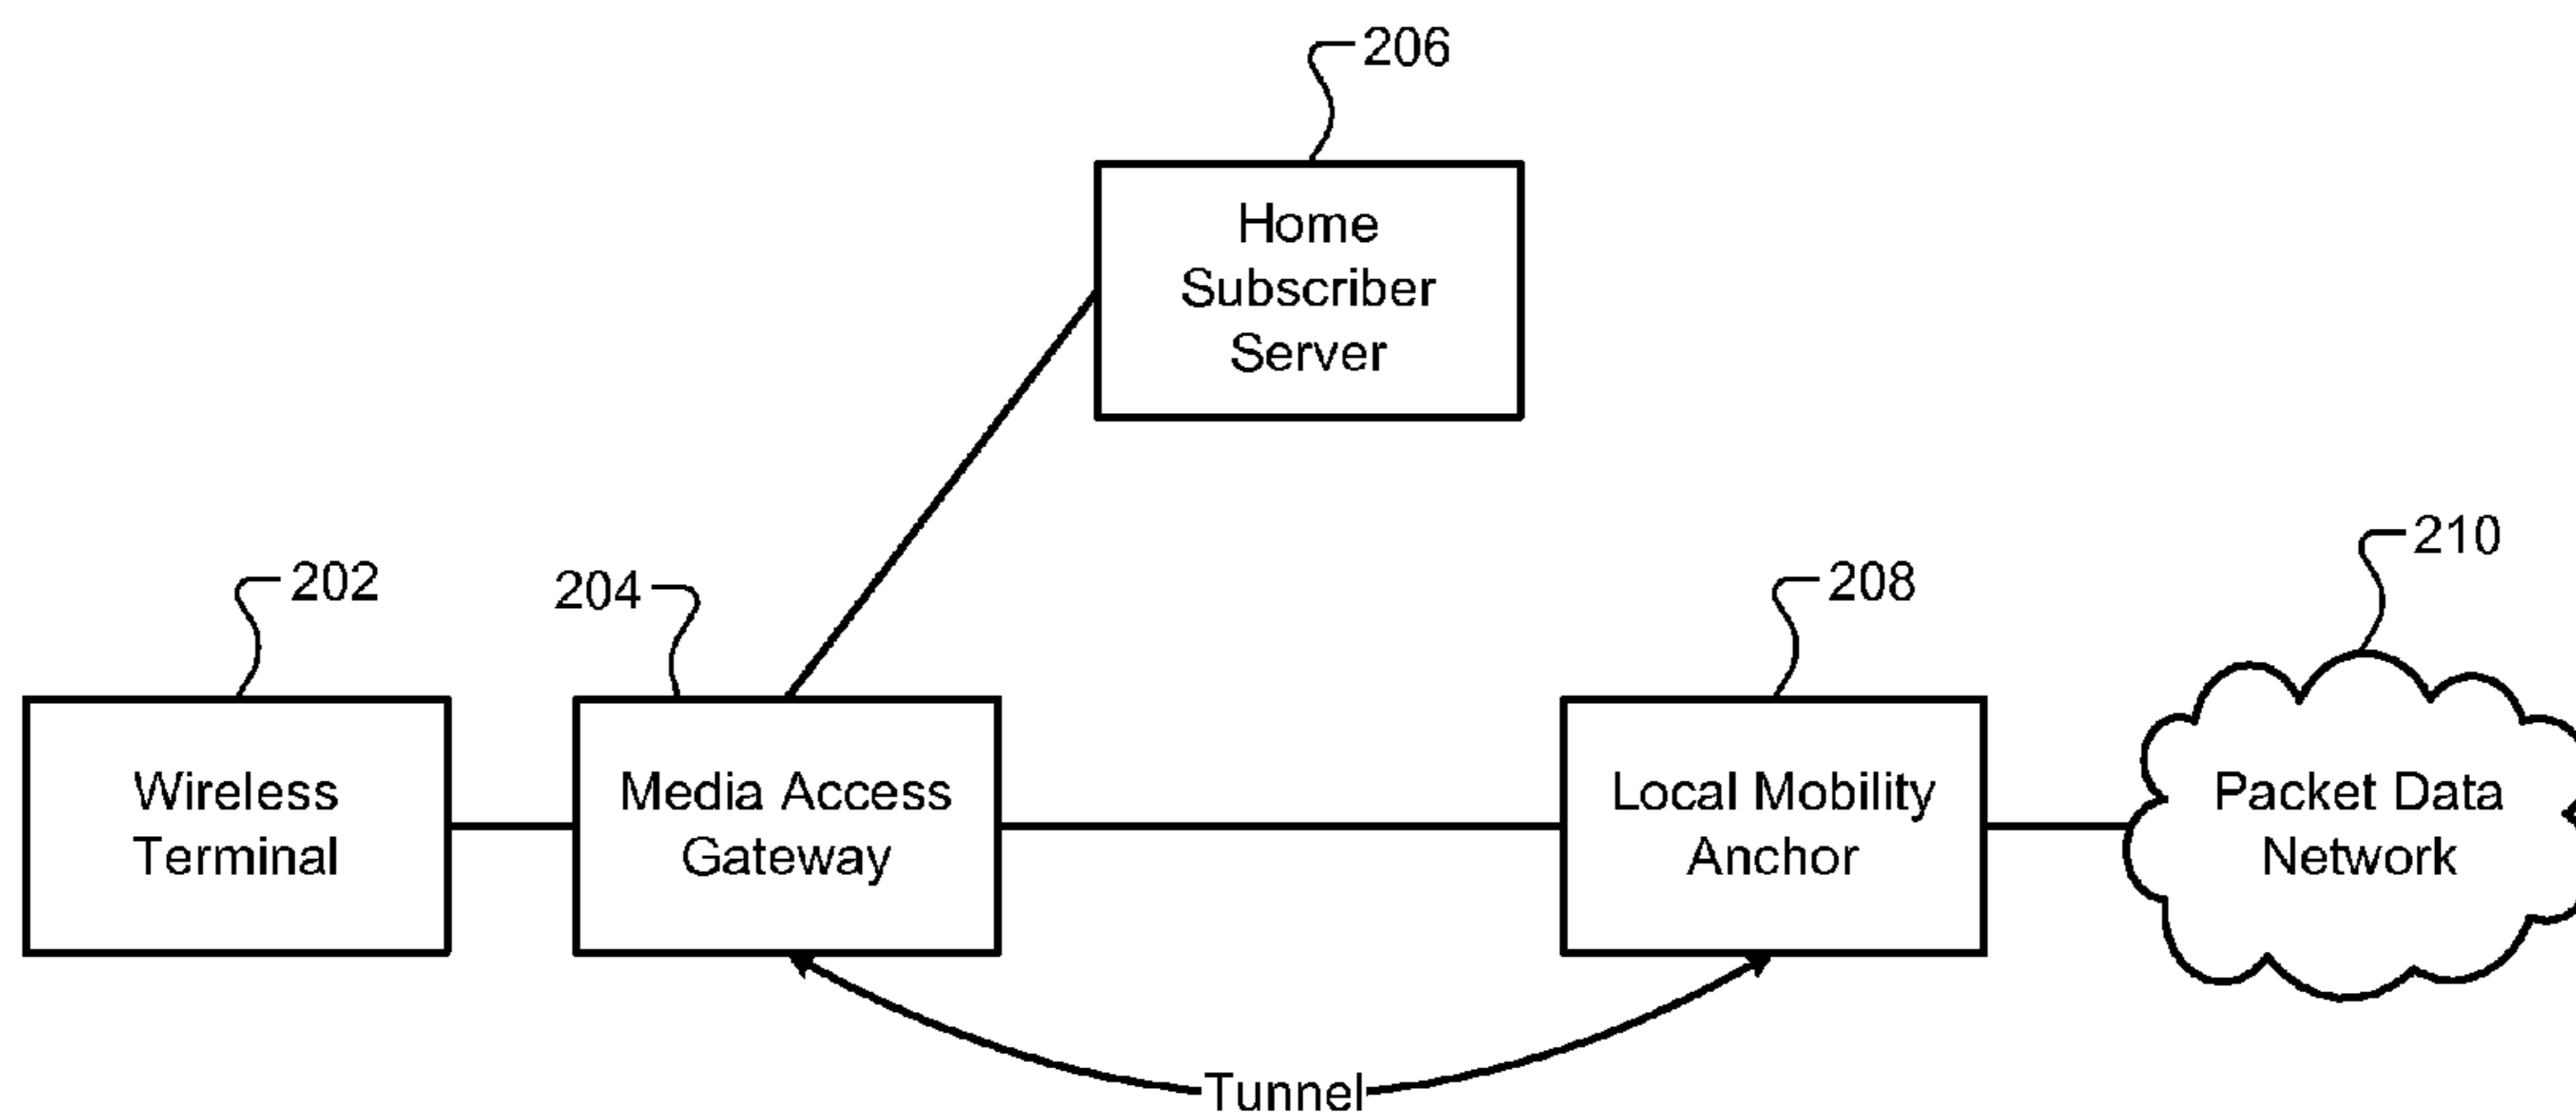 206
Home
Subscriber
Server
202
204
208
210
Wireless
Terminal
Media Access
Gateway
Local Mobility
Anchor
Packet Data
Network
Tunnel